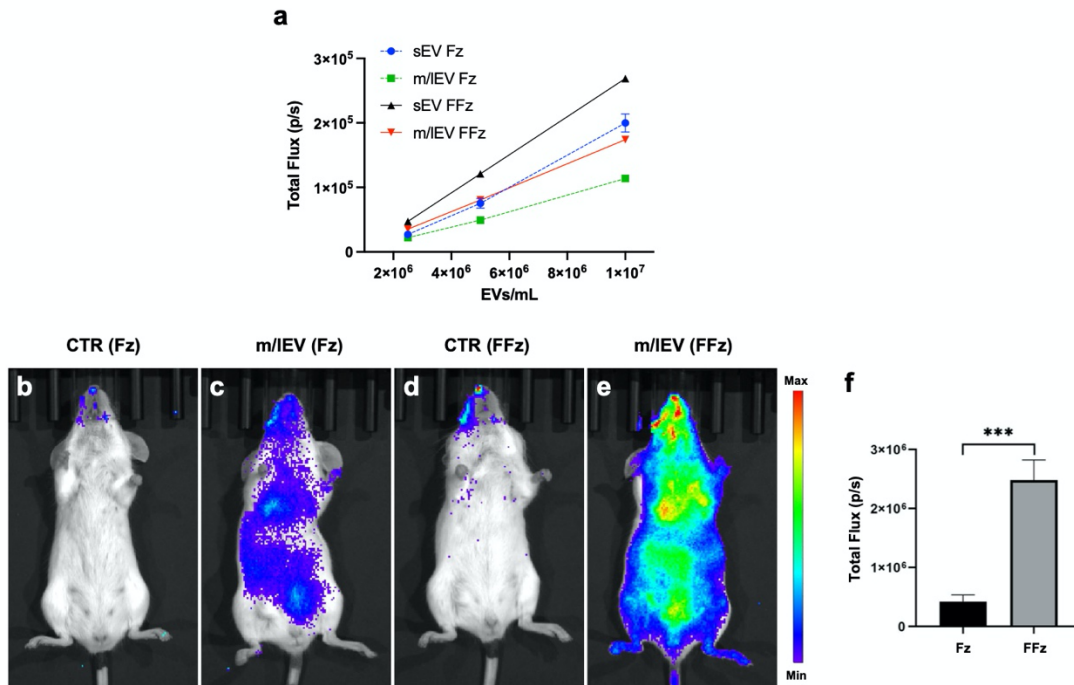 a
sEV Fz
m/lEV Fz
sEV FFz
m/lEV FFz
3×10⁵
2×10⁵
1×10⁵
0
Total Flux (p/s)
2×10⁶ 4×10⁶ 6×10⁶ 8×10⁶ 1×10⁷
EVs/mL
CTR (Fz) m/lEV (Fz) CTR (FFz) m/lEV (FFz)
b c d e
Max
Min
f
***
3×10⁶
2×10⁶
1×10⁶
0
Total Flux (p/s)
Fz FFz